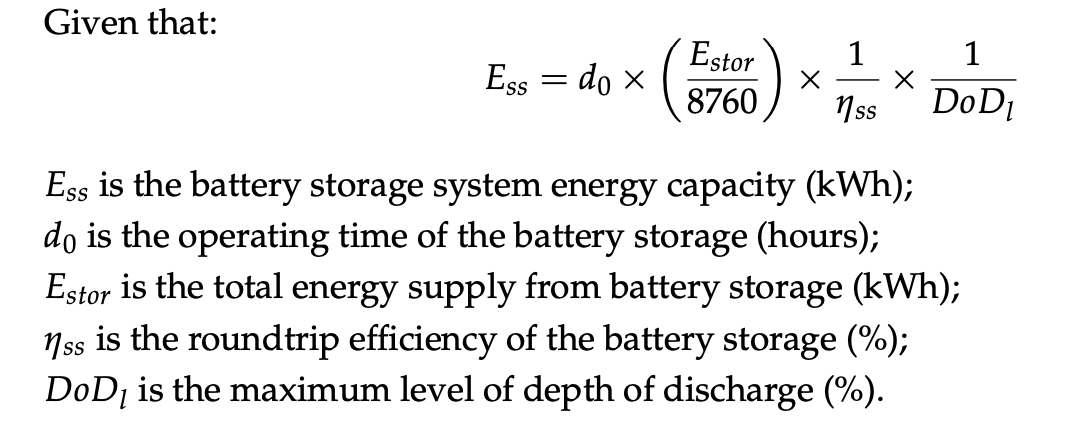 Given that:
E_ss = d_0 × (E_stor / 8760) × 1 / η_ss × 1 / DoD_l
E_ss is the battery storage system energy capacity (kWh);
d_0 is the operating time of the battery storage (hours);
E_stor is the total energy supply from battery storage (kWh);
η_ss is the roundtrip efficiency of the battery storage (%);
DoD_l is the maximum level of depth of discharge (%).